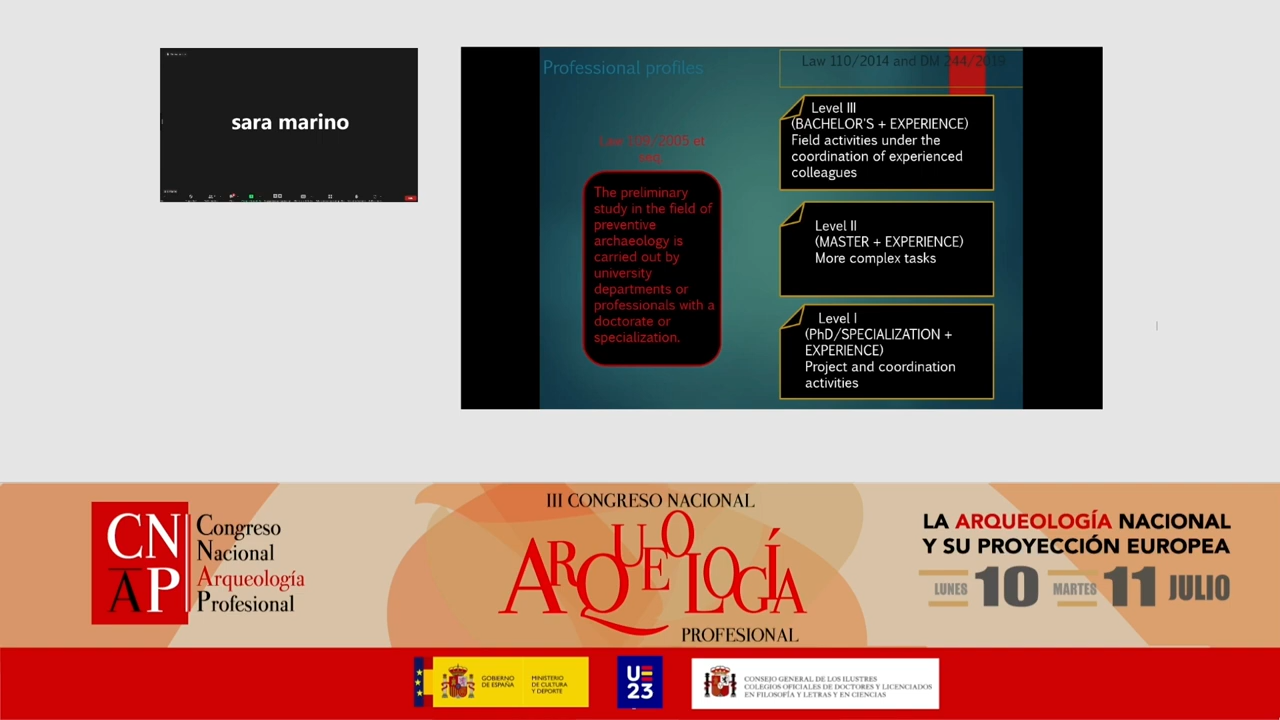 sara marino
Professional profiles
Law 110/2014 and DM 244/2019
et
seq.
The preliminary
study in the field of
preventive
archaeology is
carried out by
university
departments or
professionals with a
doctorate or
specialization.
Level III
(BACHELOR'S + EXPERIENCE)
Field activities under the
coordination of experienced
colleagues
Level II
(MASTER + EXPERIENCE)
More complex tasks
Level I
(PhD/SPECIALIZATION +
EXPERIENCE)
Project and coordination
activities
CN
AP
Congreso
Nacional
Arqueología
Profesional
III CONGRESO NACIONAL
ARQUEOLOGÍA
PROFESIONAL
LA ARQUEOLOGÍA NACIONAL
Y SU PROYECCIÓN EUROPEA
LUNES 10 MARTES 11 JULIO
GOBIERNO
DE ESPAÑA
MINISTERIO
DE CULTURA
Y DEPORTE
UE
23
CONSEJO GENERAL DE LOS ILUSTRES
COLEGIOS OFICIALES DE DOCTORES Y LICENCIADOS
EN FILOSOFÍA Y LETRAS Y EN CIENCIAS